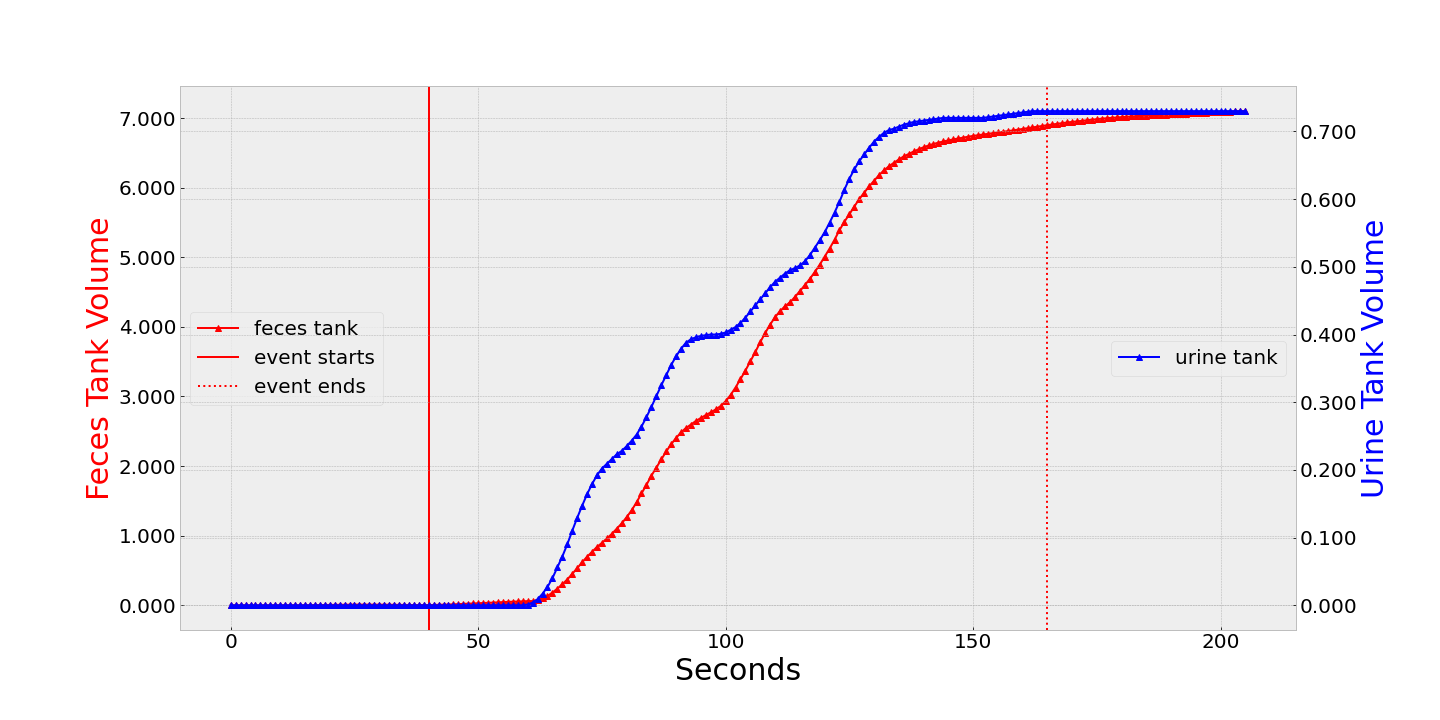 7.000
6.000
5.000
4.000
3.000
2.000
1.000
0.000
Feces Tank Volume
feces tank
event starts
event ends
urine tank
0.700
0.600
0.500
0.400
0.300
0.200
0.100
0.000
Urine Tank Volume
0 50 100 150 200
Seconds